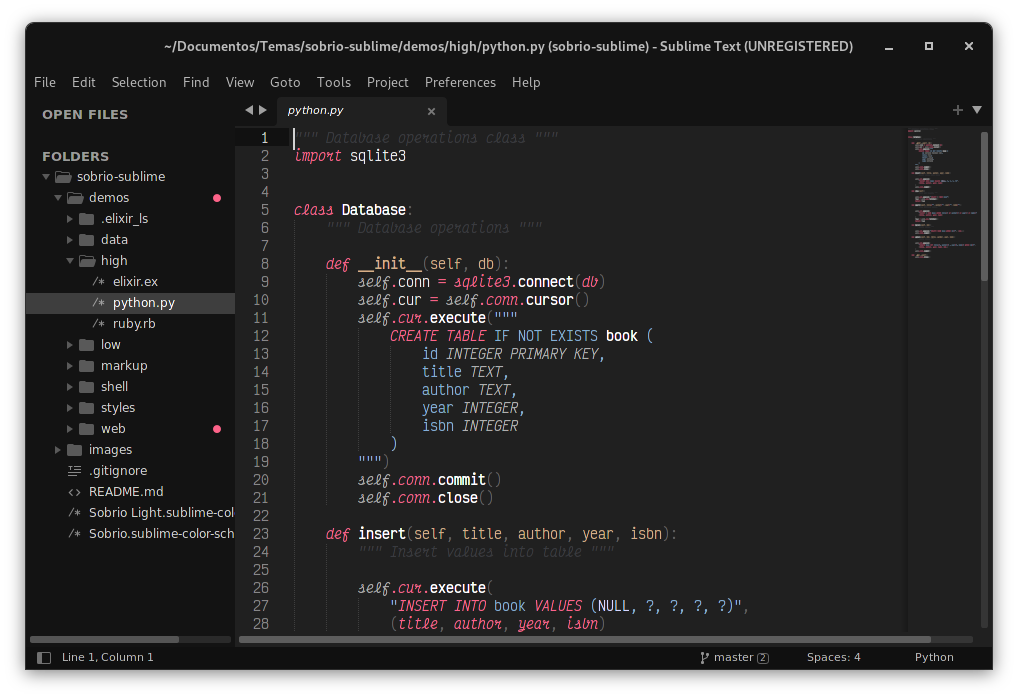 ~/Documentos/Temas/sobrio-sublime/demos/high/python.py (sobrio-sublime) - Sublime Text (UNREGISTERED)
File Edit Selection Find View Goto Tools Project Preferences Help
OPEN FILES
FOLDERS
sobrio-sublime
demos
.elixir_ls
data
high
/* elixir.ex
/* python.py
/* ruby.rb
low
markup
shell
styles
web
images
.gitignore
<> README.md
/* Sobrio Light.sublime-col
/* Sobrio.sublime-color-sch
python.py ×
1 """ Database operations class """
2 import sqlite3
3
4
5 class Database:
6     """ Database operations """
7
8     def __init__(self, db):
9         self.conn = sqlite3.connect(db)
10         self.cur = self.conn.cursor()
11         self.cur.execute("""
12             CREATE TABLE IF NOT EXISTS book (
13                 id INTEGER PRIMARY KEY,
14                 title TEXT,
15                 author TEXT,
16                 year INTEGER,
17                 isbn INTEGER
18             )
19         """)
20         self.conn.commit()
21         self.conn.close()
22
23     def insert(self, title, author, year, isbn):
24         """ Insert values into table """
25
26         self.cur.execute(
27             "INSERT INTO book VALUES (NULL, ?, ?, ?, ?)",
28             (title, author, year, isbn)
Line 1, Column 1 master 2 Spaces: 4 Python